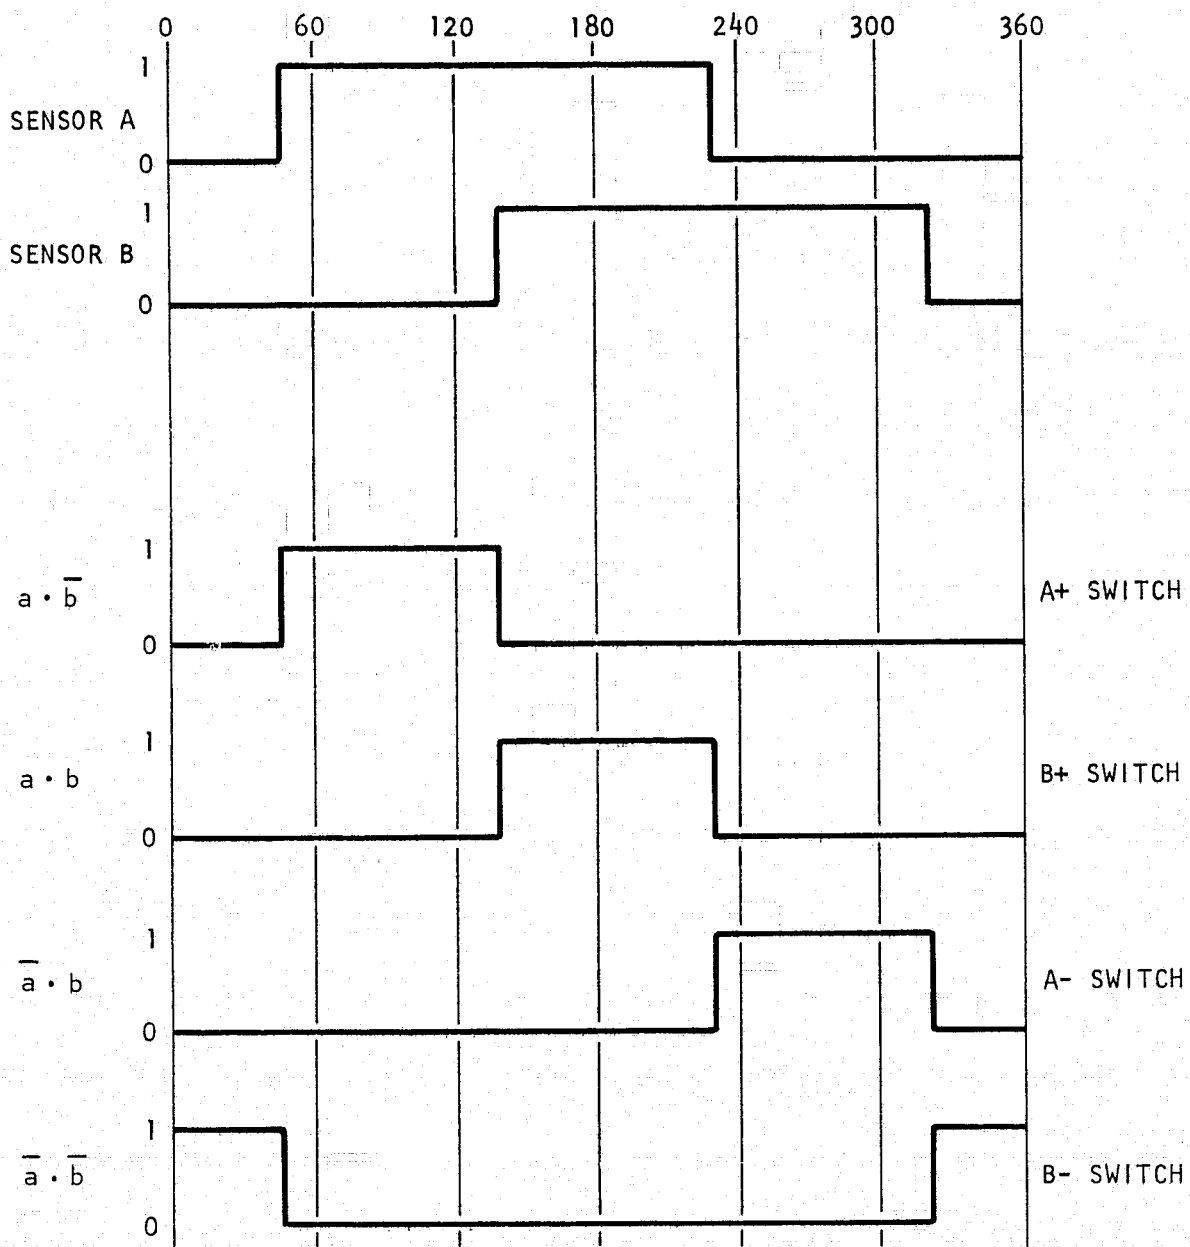 0 60 120 180 240 300 360
1
SENSOR A
0
1
SENSOR B
0
1
a · b̅ A+ SWITCH
0
1
a · b B+ SWITCH
0
1
a̅ · b A- SWITCH
0
1
a̅ · b̅ B- SWITCH
0